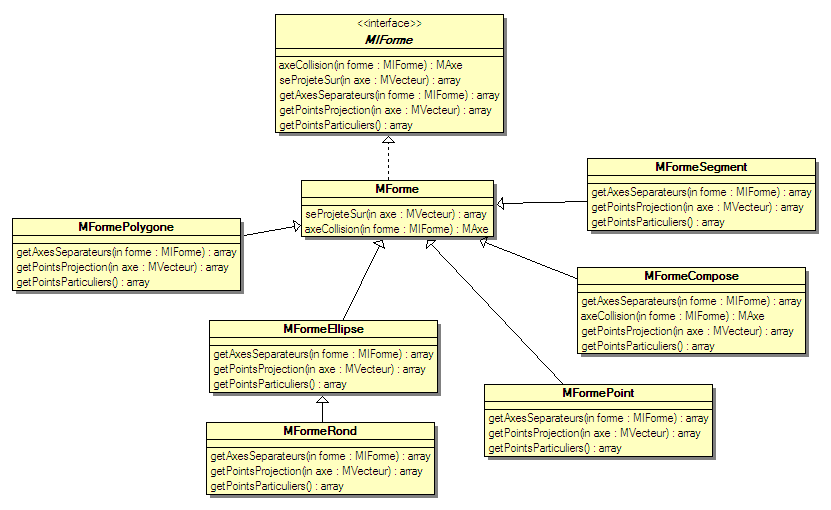 <<interface>>
MIForme
axeCollision(in forme : MIForme) : MAxe
seProjeteSur(in axe : MVecteur) : array
getAxesSeparateurs(in forme : MIForme) : array
getPointsProjection(in axe : MVecteur) : array
getPointsParticuliers() : array
MForme
seProjeteSur(in axe : MVecteur) : array
axeCollision(in forme : MIForme) : MAxe
MFormeSegment
getAxesSeparateurs(in forme : MIForme) : array
getPointsProjection(in axe : MVecteur) : array
getPointsParticuliers() : array
MFormePolygone
getAxesSeparateurs(in forme : MIForme) : array
getPointsProjection(in axe : MVecteur) : array
getPointsParticuliers() : array
MFormeCompose
getAxesSeparateurs(in forme : MIForme) : array
axeCollision(in forme : MIForme) : MAxe
getPointsProjection(in axe : MVecteur) : array
getPointsParticuliers() : array
MFormeEllipse
getAxesSeparateurs(in forme : MIForme) : array
getPointsProjection(in axe : MVecteur) : array
getPointsParticuliers() : array
MFormePoint
getAxesSeparateurs(in forme : MIForme) : array
getPointsProjection(in axe : MVecteur) : array
getPointsParticuliers() : array
MFormeRond
getAxesSeparateurs(in forme : MIForme) : array
getPointsProjection(in axe : MVecteur) : array
getPointsParticuliers() : array